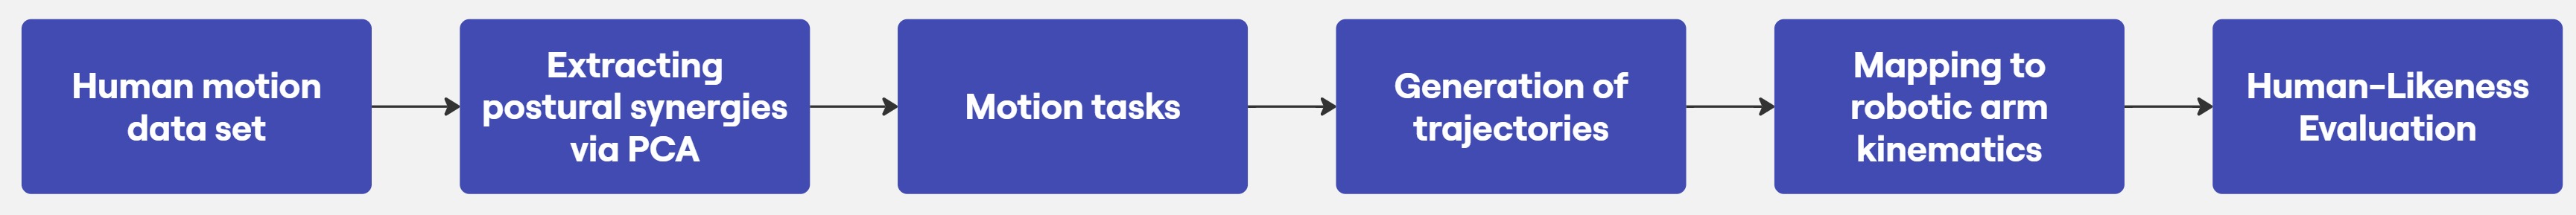 Human motion
data set
Extracting
postural synergies
via PCA
Motion tasks
Generation of
trajectories
Mapping to
robotic arm
kinematics
Human-Likeness
Evaluation